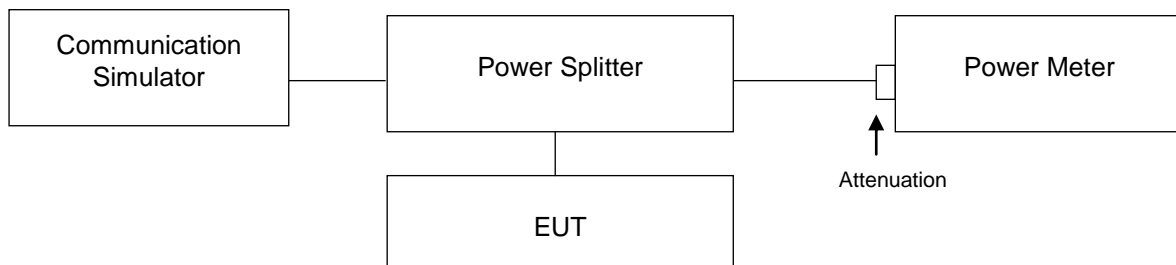 Communication
Simulator
Power Splitter
Power Meter
Attenuation
EUT